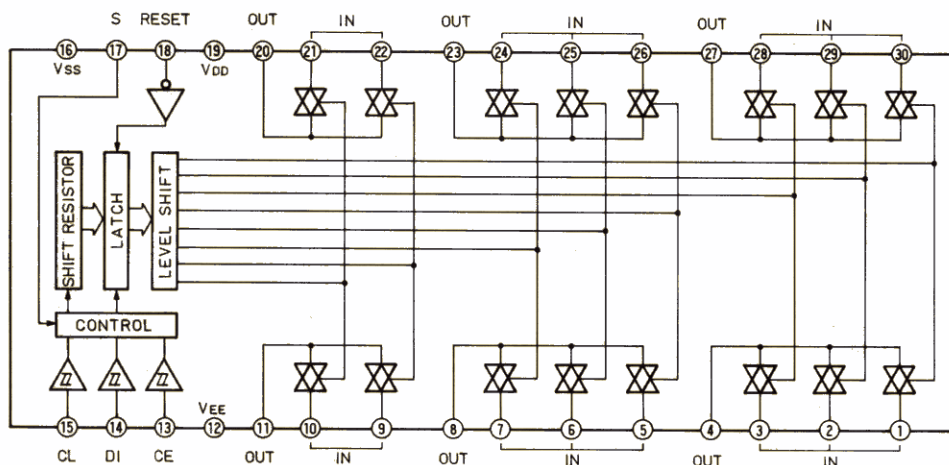 S RESET OUT IN OUT IN OUT IN
16 17 18 19 20 21 22 23 24 25 26 27 28 29 30
VSS VDD
SHIFT RESISTOR
LATCH
LEVEL SHIFT
CONTROL
VEE
15 14 13 12 11 10 9 8 7 6 5 4 3 2 1
CL DI CE OUT IN OUT IN OUT IN